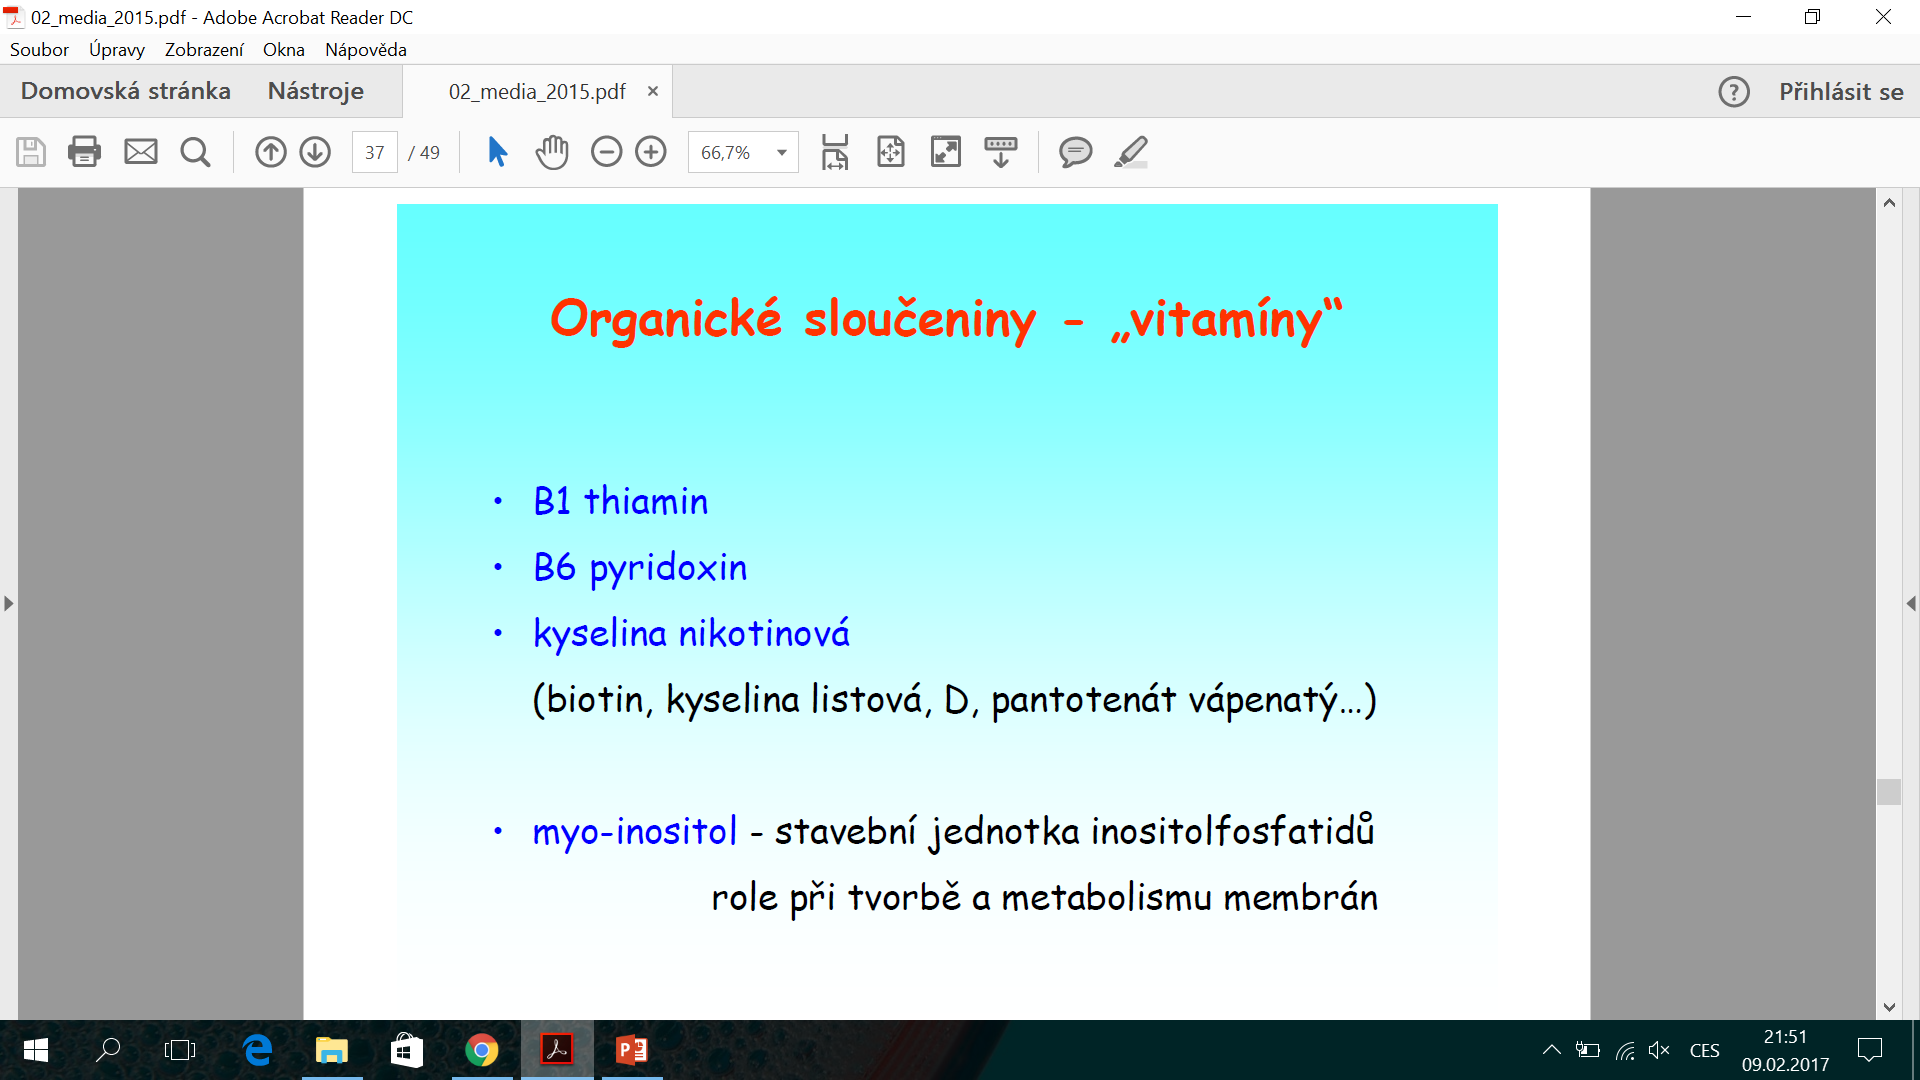 02_media_2015.pdf - Adobe Acrobat Reader DC
Soubor Úpravy Zobrazení Okna Nápověda
Domovská stránka Nástroje 02_media_2015.pdf × ? Přihlásit se
37 / 49 66,7%
Organické sloučeniny - „vitamíny“
• B1 thiamin
• B6 pyridoxin
• kyselina nikotinová
(biotin, kyselina listová, D, pantotenát vápenatý…)
• myo-inositol - stavební jednotka inositolfosfatidů
role při tvorbě a metabolismu membrán
CES 21:51
09.02.2017